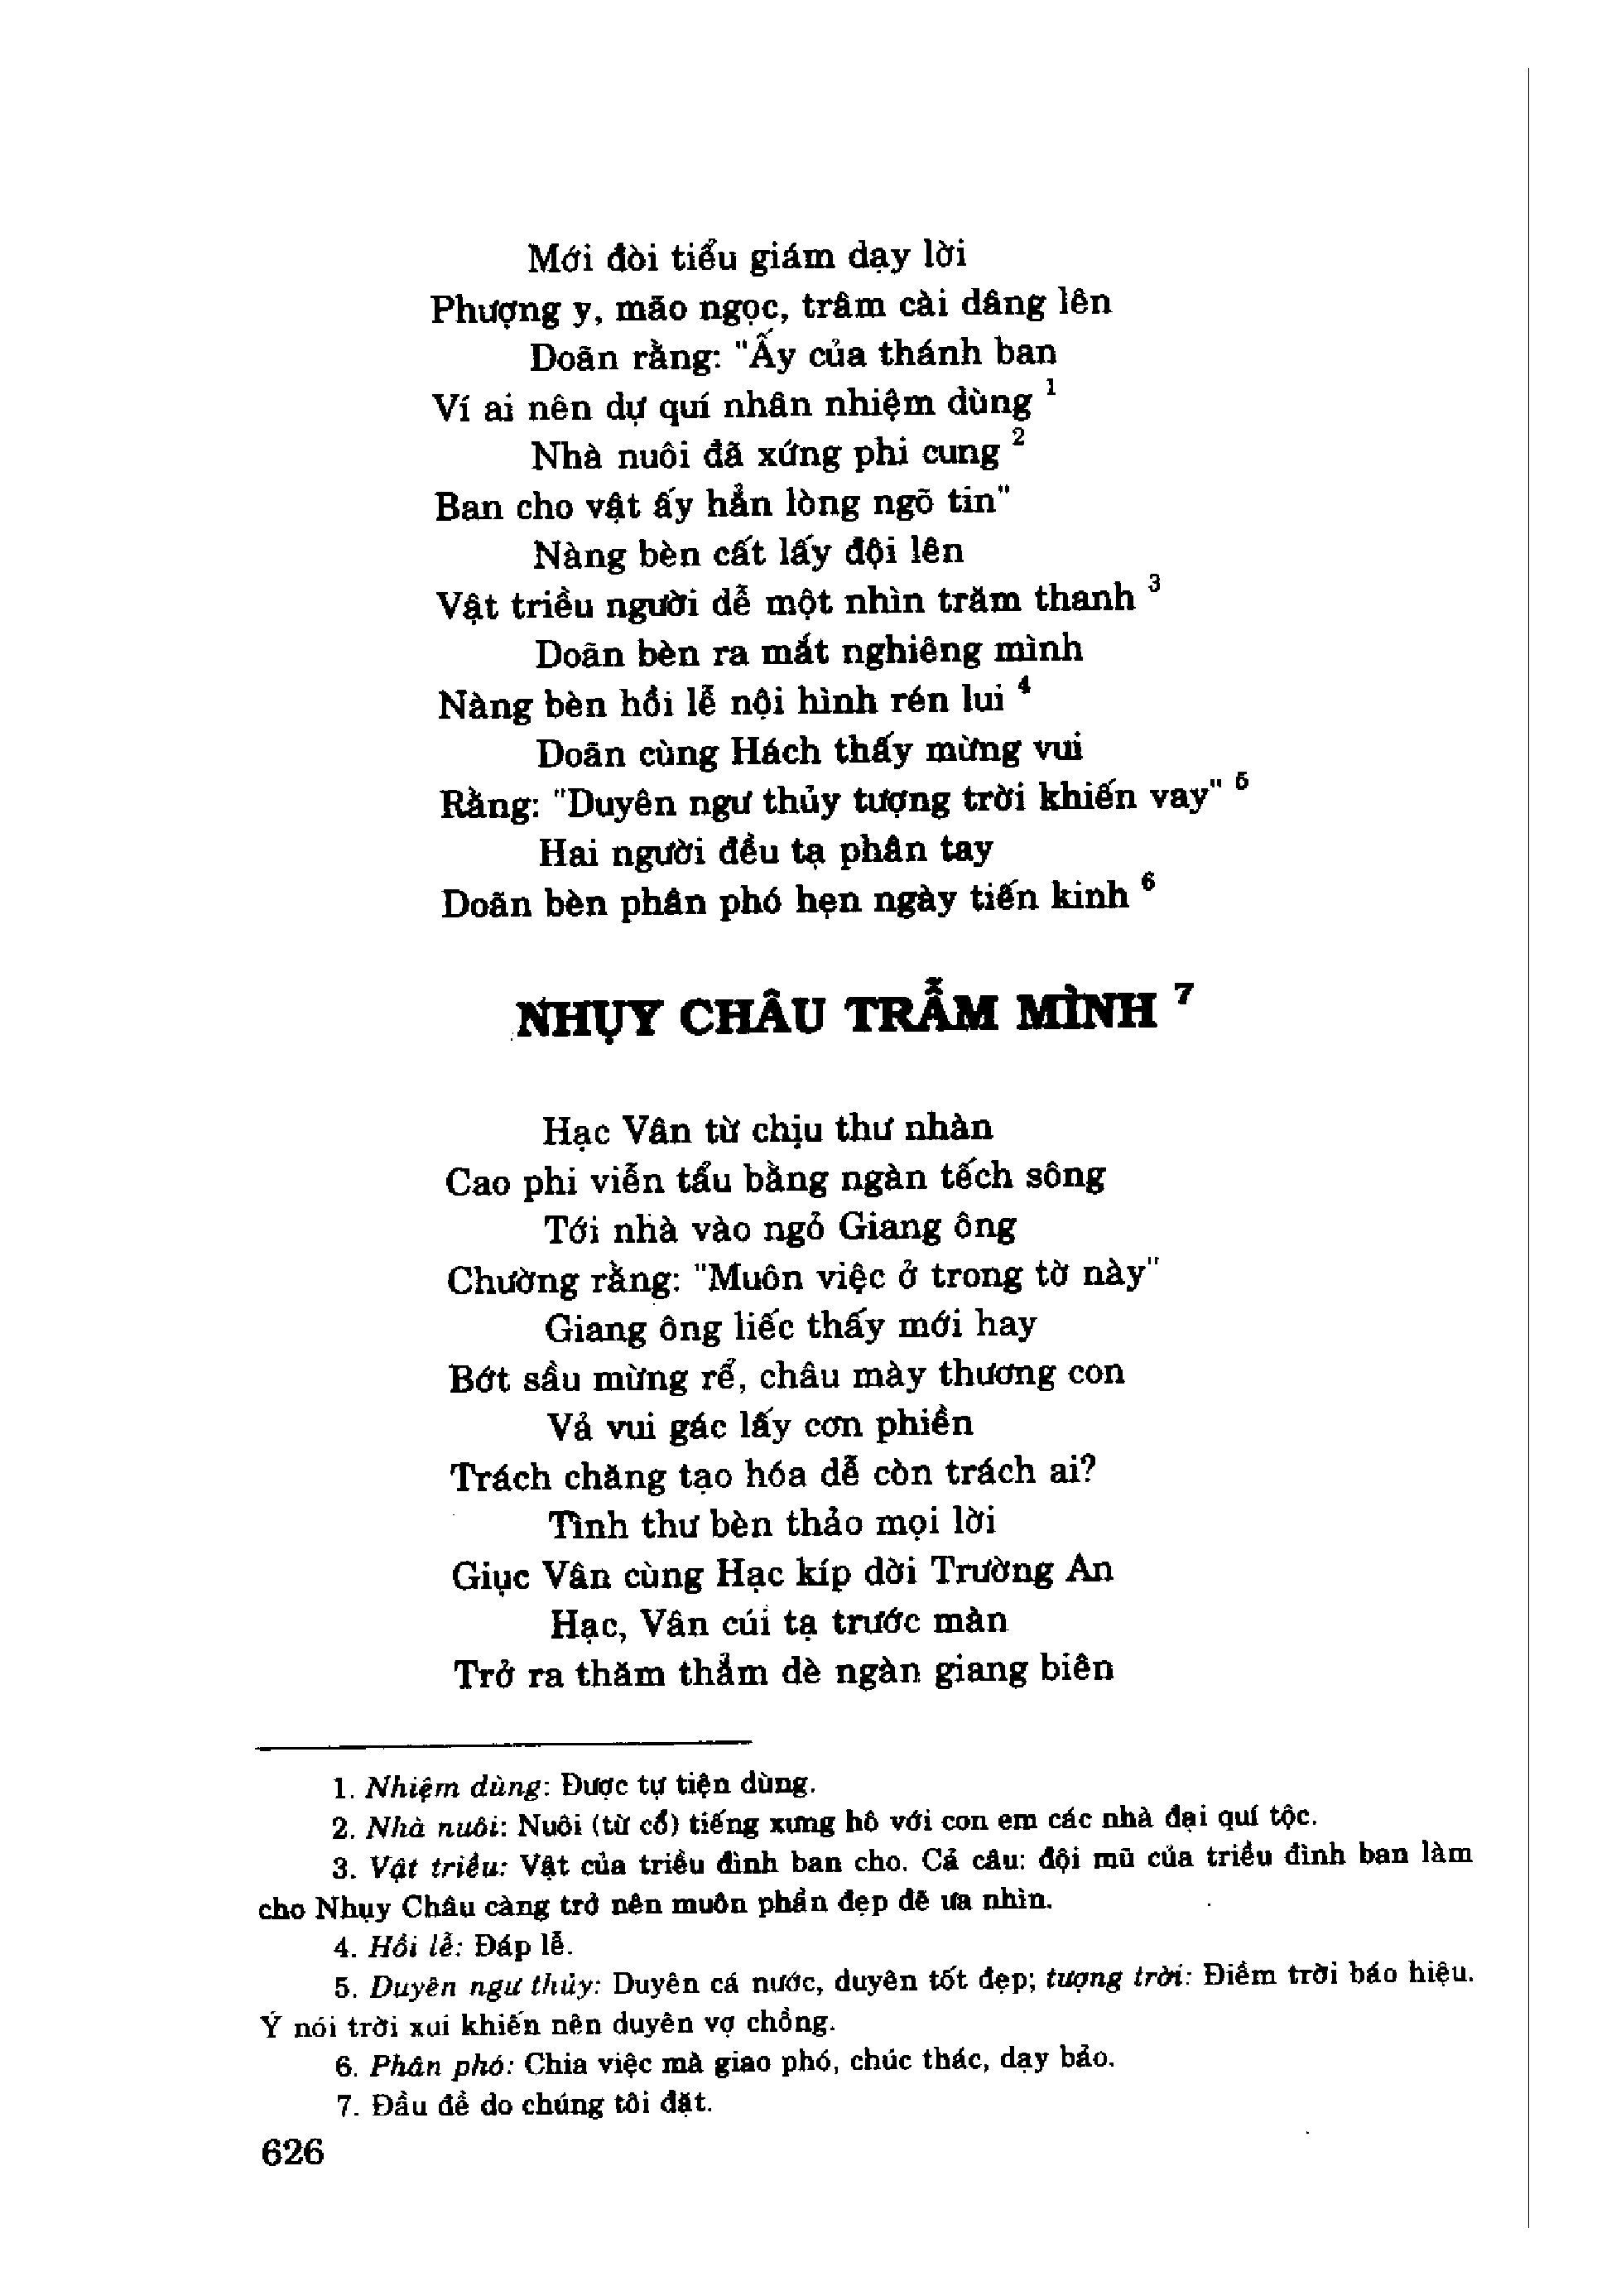 Mới đòi tiểu giám dạy lời
Phượng y, mão ngọc, trâm cài dâng lên
Doãn rằng: "Ấy của thánh ban
Ví ai nên dự quí nhân nhiệm dùng 1
Nhà nuôi đã xứng phi cung 2
Ban cho vật ấy hẳn lòng ngõ tin"
Nàng bèn cất lấy đội lên
Vật triều người dễ một nhìn trăm thanh 3
Doãn bèn ra mắt nghiêng mình
Nàng bèn hồi lễ nội hình rén lui 4
Doãn cùng Hách thấy mừng vui
Rằng: "Duyên ngư thủy tượng trời khiến vay" 5
Hai người đều tạ phân tay
Doãn bèn phân phó hẹn ngày tiến kinh 6
NHỤY CHÂU TRẪM MÌNH 7
Hạc Vân từ chịu thư nhàn
Cao phi viễn tẩu bằng ngàn tếch sông
Tới nhà vào ngỏ Giang ông
Chường rằng: "Muôn việc ở trong tờ này"
Giang ông liếc thấy mới hay
Bớt sầu mừng rể, châu mày thương con
Vả vui gác lấy cơn phiền
Trách chăng tạo hóa dễ còn trách ai?
Tình thư bèn thảo mọi lời
Giục Vân cùng Hạc kíp dời Trường An
Hạc, Vân cúi tạ trước màn
Trở ra thăm thẳm dè ngàn giang biên
1. Nhiệm dùng: Được tự tiện dùng.
2. Nhà nuôi: Nuôi (từ cổ) tiếng xưng hô với con em các nhà đại quí tộc.
3. Vật triều: Vật của triều đình ban cho. Cả câu: đội mũ của triều đình ban làm
cho Nhụy Châu càng trở nên muôn phần đẹp đẽ ưa nhìn.
4. Hồi lễ: Đáp lễ.
5. Duyên ngư thủy: Duyên cá nước, duyên tốt đẹp; tượng trời: Điềm trời báo hiệu.
Ý nói trời xui khiến nên duyên vợ chồng.
6. Phân phó: Chia việc mà giao phó, chúc thác, dạy bảo.
7. Đầu đề do chúng tôi đặt.
626